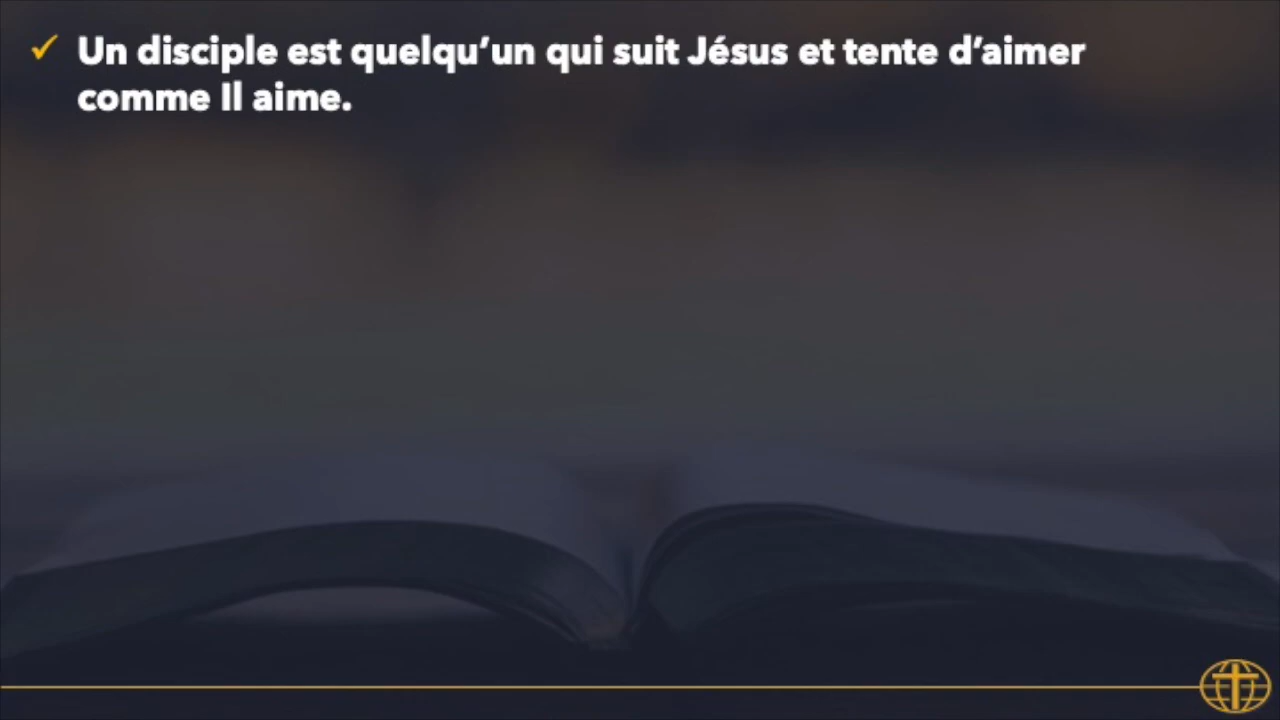 ✓ Un disciple est quelqu’un qui suit Jésus et tente d’aimer
comme Il aime.